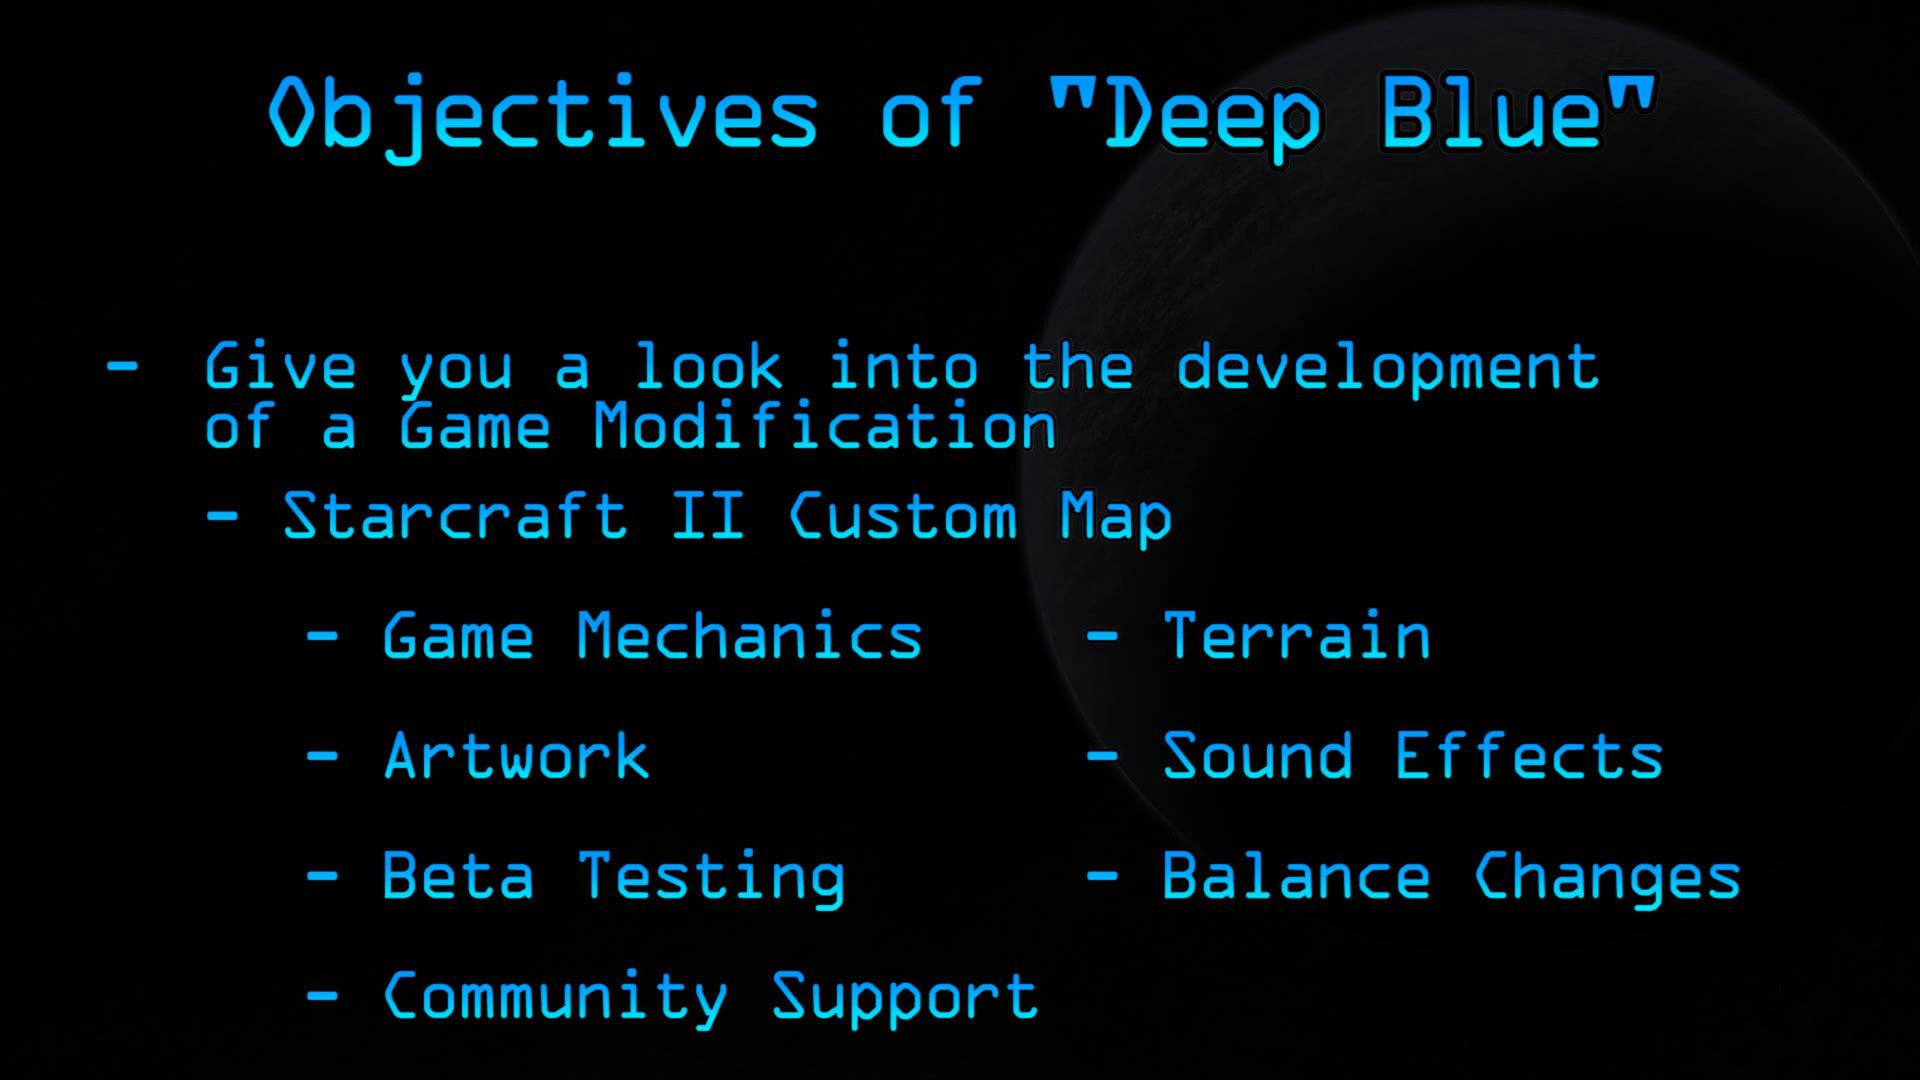 Objectives of "Deep Blue"
- Give you a look into the development
of a Game Modification
- Starcraft II Custom Map
- Game Mechanics
- Terrain
- Artwork
- Sound Effects
- Beta Testing
- Balance Changes
- Community Support